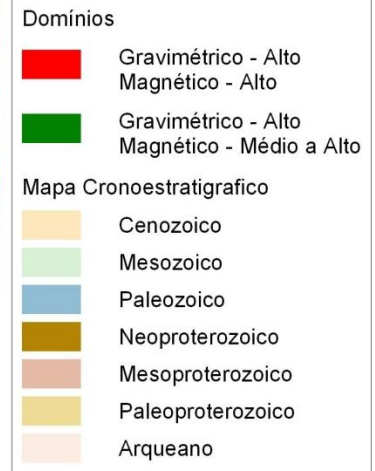 Domínios
Gravimétrico - Alto
Magnético - Alto
Gravimétrico - Alto
Magnético - Médio a Alto
Mapa Cronoestratigrafico
Cenozoico
Mesozoico
Paleozoico
Neoproterozoico
Mesoproterozoico
Paleoproterozoico
Arqueano